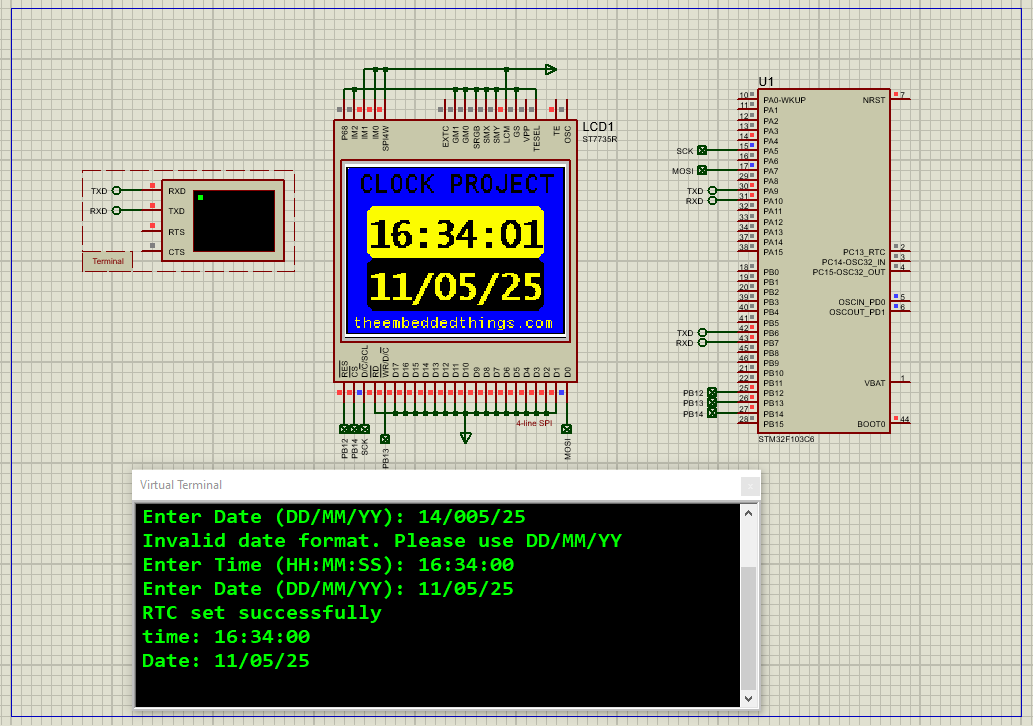 U1
10 PA0-WKUP NRST 7
11 PA1
12 PA2
13 PA3
14 PA4
SCK 15 PA5
16 PA6
MOSI 17 PA7
29 PA8
TXD 30 PA9
RXD 31 PA10
32 PA11
33 PA12
34 PA13
37 PA14
38 PA15
PC13_RTC 2
PC14-OSC32_IN 3
PC15-OSC32_OUT 4
18 PB0
19 PB1
20 PB2
39 PB3
40 PB4
41 PB5
TXD 42 PB6
RXD 43 PB7
45 PB8
46 PB9
21 PB10
22 PB11
PB12 25 PB12
PB13 26 PB13
PB14 27 PB14
28 PB15
OSCIN_PD0 5
OSCOUT_PD1 6
VBAT 1
BOOT0 44
STM32F103C6
P68 IM2 IM1 IM0 SPI4W EXTC GM1 GM0 SRGB SMX SMY LCM GS VPP TESEL TE OSC
LCD1
ST7735R
CLOCK PROJECT
16:34:01
11/05/25
theembeddedthings.com
RES CS D/C/SCL RD WR/D/C D17 D16 D15 D14 D13 D12 D11 D10 D9 D8 D7 D6 D5 D4 D3 D2 D1 D0
4-line SPI
PB12 PB14 SCK PB13 MOSI
TXD RXD
RXD TXD
RTS
CTS
Terminal
Virtual Terminal
x
Enter Date (DD/MM/YY): 14/005/25
Invalid date format. Please use DD/MM/YY
Enter Time (HH:MM:SS): 16:34:00
Enter Date (DD/MM/YY): 11/05/25
RTC set successfully
time: 16:34:00
Date: 11/05/25